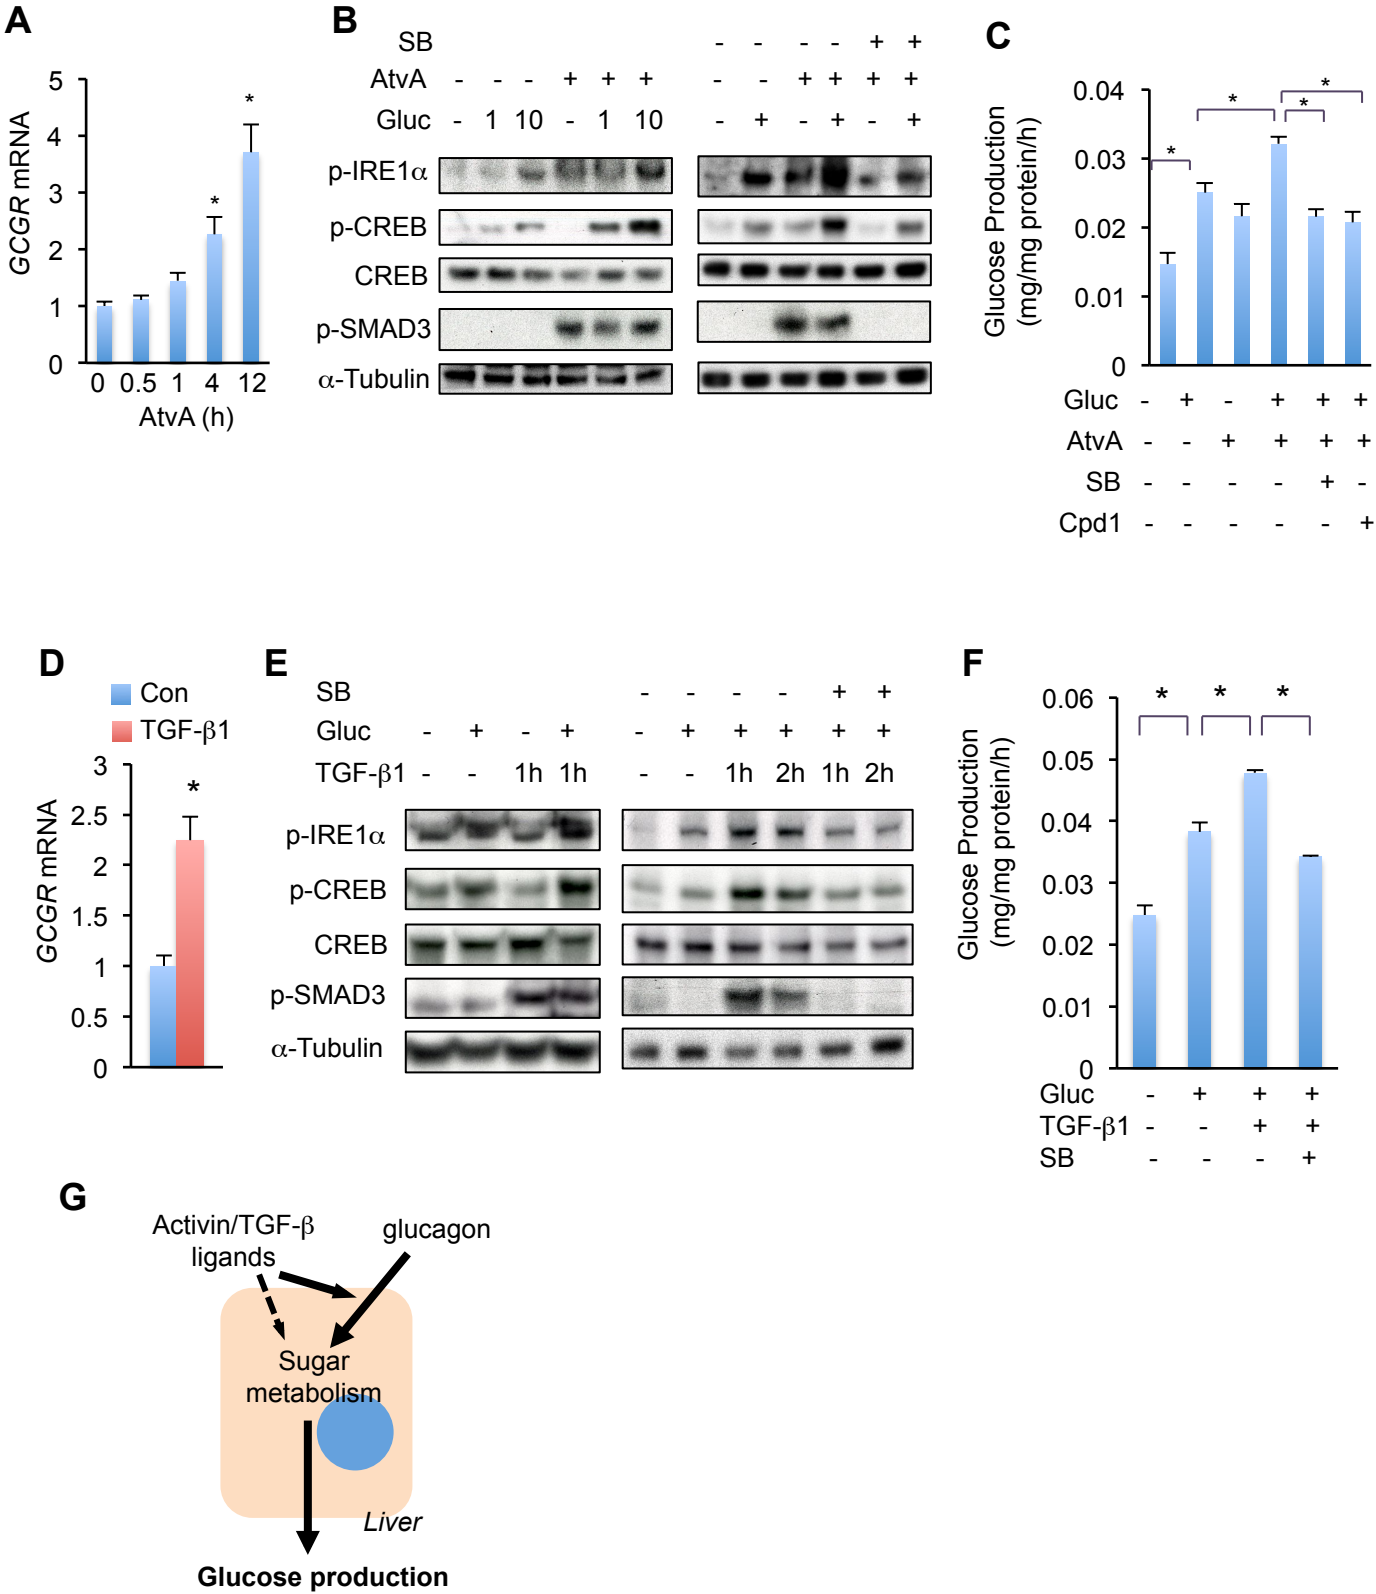 A
GCGR mRNA
5
4
3
2
1
0
* *
0 0.5 1 4 12
AtvA (h)
B
SB - - - - + +
AtvA - - - + + + - - + + + +
Gluc - 1 10 - 1 10 - + - + - +
p-IRE1α
p-CREB
CREB
p-SMAD3
α-Tubulin
C
Glucose Production
(mg/mg protein/h)
0.04
0.03
0.02
0.01
0
* * * *
Gluc - + - + + +
AtvA - - + + + +
SB - - - - + -
Cpd1 - - - - - +
D
Con
TGF-β1
GCGR mRNA
3
2.5
2
1.5
1
0.5
0
*
E
SB - - - - + +
Gluc - + - + - + + + + +
TGF-β1 - - 1h 1h - - 1h 2h 1h 2h
p-IRE1α
p-CREB
CREB
p-SMAD3
α-Tubulin
F
Glucose Production
(mg/mg protein/h)
0.06
0.05
0.04
0.03
0.02
0.01
0
* * *
Gluc - + + +
TGF-β1 - - + +
SB - - - +
G
Activin/TGF-β
ligands
glucagon
Sugar
metabolism
Liver
Glucose production